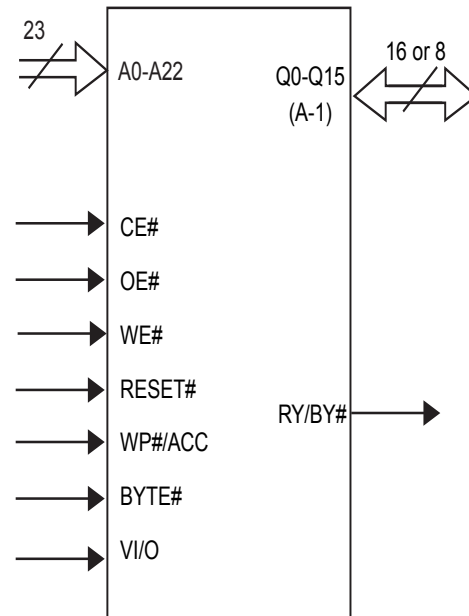 23
A0-A22
Q0-Q15
16 or 8
(A-1)
CE#
OE#
WE#
RESET#
WP#/ACC
RY/BY#
BYTE#
VI/O